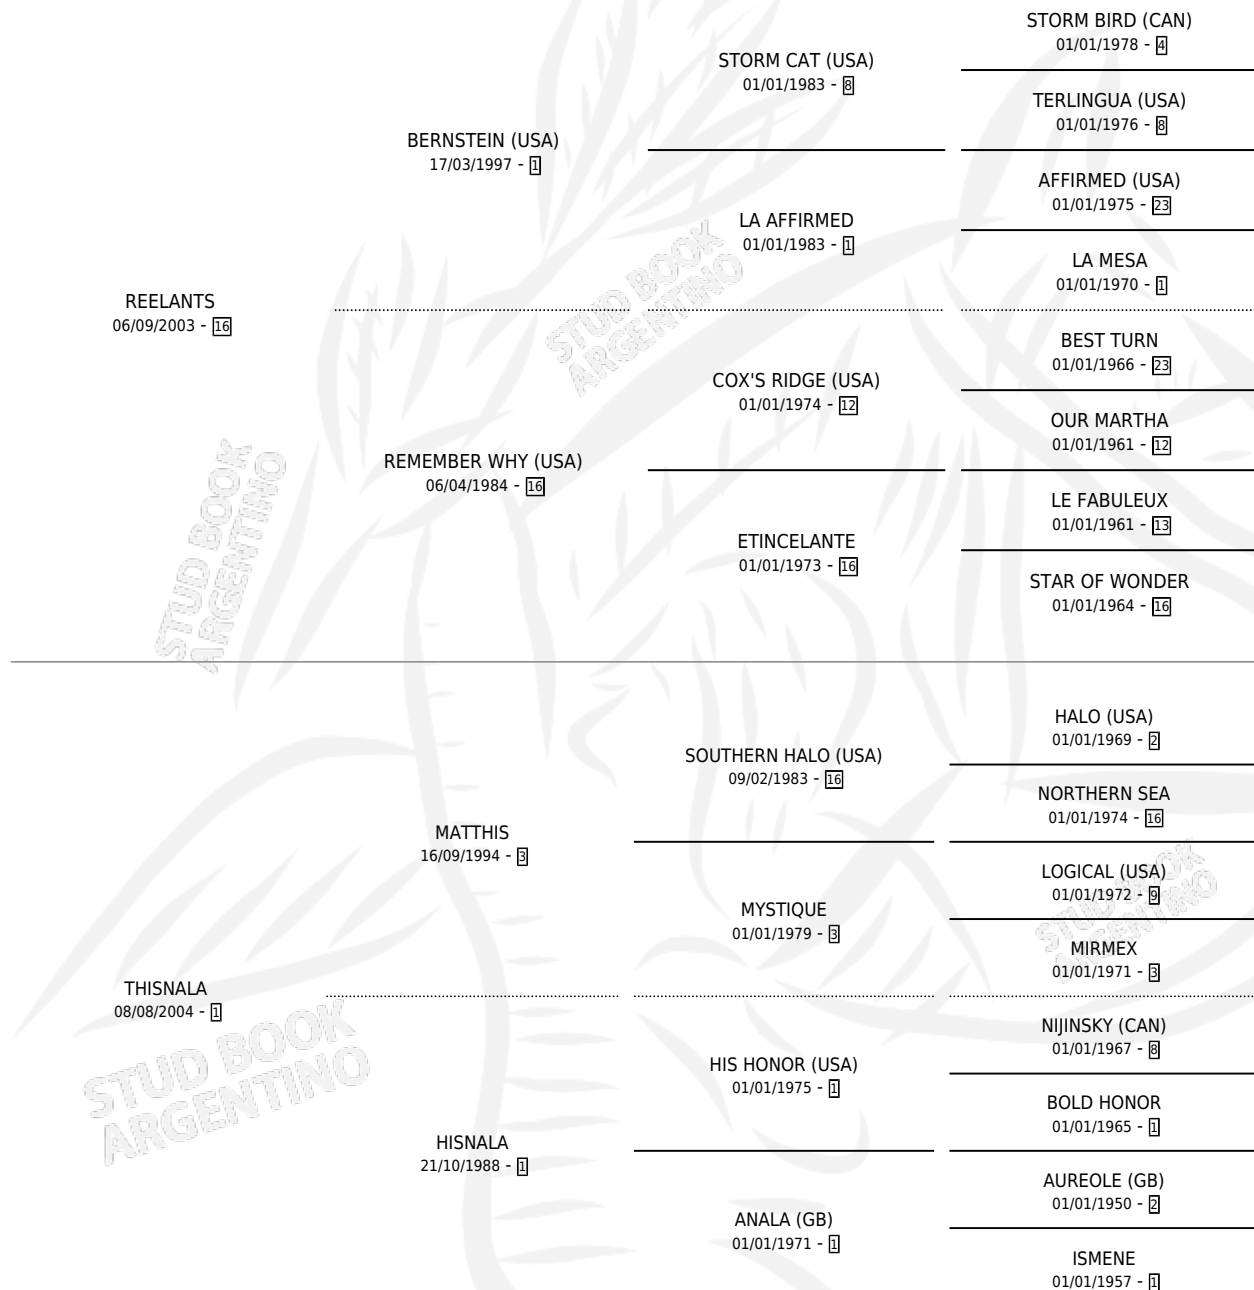 STORM BIRD (CAN)
01/01/1978 - 4
STORM CAT (USA)
01/01/1983 - 8
TERLINGUA (USA)
01/01/1976 - 8
BERNSTEIN (USA)
17/03/1997 - 1
AFFIRMED (USA)
01/01/1975 - 23
LA AFFIRMED
01/01/1983 - 1
LA MESA
01/01/1970 - 1
STUD BOOK
ARGENTINO
REELANTS
06/09/2003 - 16
BEST TURN
01/01/1966 - 23
COX'S RIDGE (USA)
01/01/1974 - 12
OUR MARTHA
01/01/1961 - 12
REMEMBER WHY (USA)
06/04/1984 - 16
LE FABULEUX
01/01/1961 - 13
ETINCELANTE
01/01/1973 - 16
STAR OF WONDER
01/01/1964 - 16
STUD BOOK
ARGENTINO
HALO (USA)
01/01/1969 - 2
SOUTHERN HALO (USA)
09/02/1983 - 16
NORTHERN SEA
01/01/1974 - 16
MATTHIS
16/09/1994 - 3
LOGICAL (USA)
01/01/1972 - 9
MYSTIQUE
01/01/1979 - 3
STUD BOOK
ARGENTINO
MIRMEX
01/01/1971 - 3
THISNALA
08/08/2004 - 1
NIJINSKY (CAN)
01/01/1967 - 8
HIS HONOR (USA)
01/01/1975 - 1
STUD BOOK
ARGENTINO
BOLD HONOR
01/01/1965 - 1
HISNALA
21/10/1988 - 1
AUREOLE (GB)
01/01/1950 - 2
ANALA (GB)
01/01/1971 - 1
ISMENE
01/01/1957 - 1